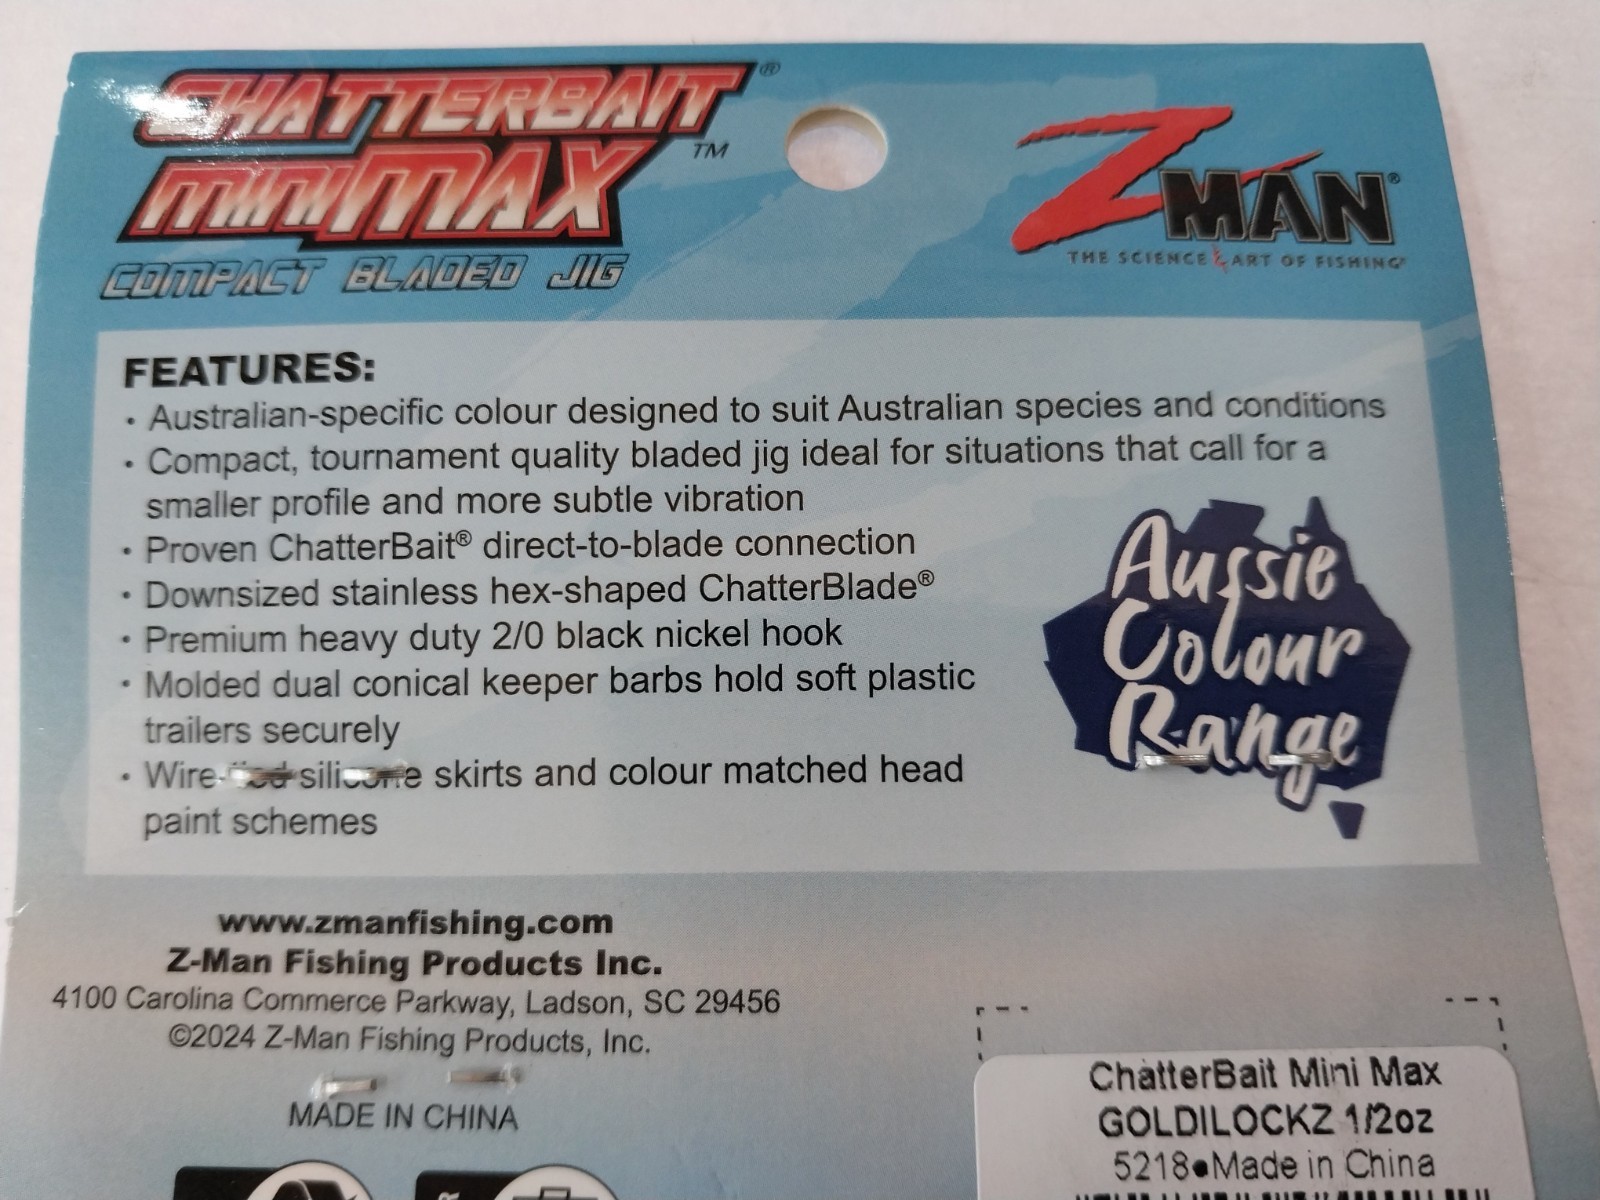 CHATTERBAIT®
MINIMAX™
COMPACT BLADED JIG
Z MAN®
THE SCIENCE & ART OF FISHING®
FEATURES:
• Australian-specific colour designed to suit Australian species and conditions
• Compact, tournament quality bladed jig ideal for situations that call for a
smaller profile and more subtle vibration
• Proven ChatterBait® direct-to-blade connection
• Downsized stainless hex-shaped ChatterBlade®
• Premium heavy duty 2/0 black nickel hook
• Molded dual conical keeper barbs hold soft plastic
trailers securely
• Wire-tied silicone skirts and colour matched head
paint schemes
Aussie
Colour
Range
www.zmanfishing.com
Z-Man Fishing Products Inc.
4100 Carolina Commerce Parkway, Ladson, SC 29456
©2024 Z-Man Fishing Products, Inc.
MADE IN CHINA
ChatterBait Mini Max
GOLDILOCKZ 1/2oz
5218•Made in China